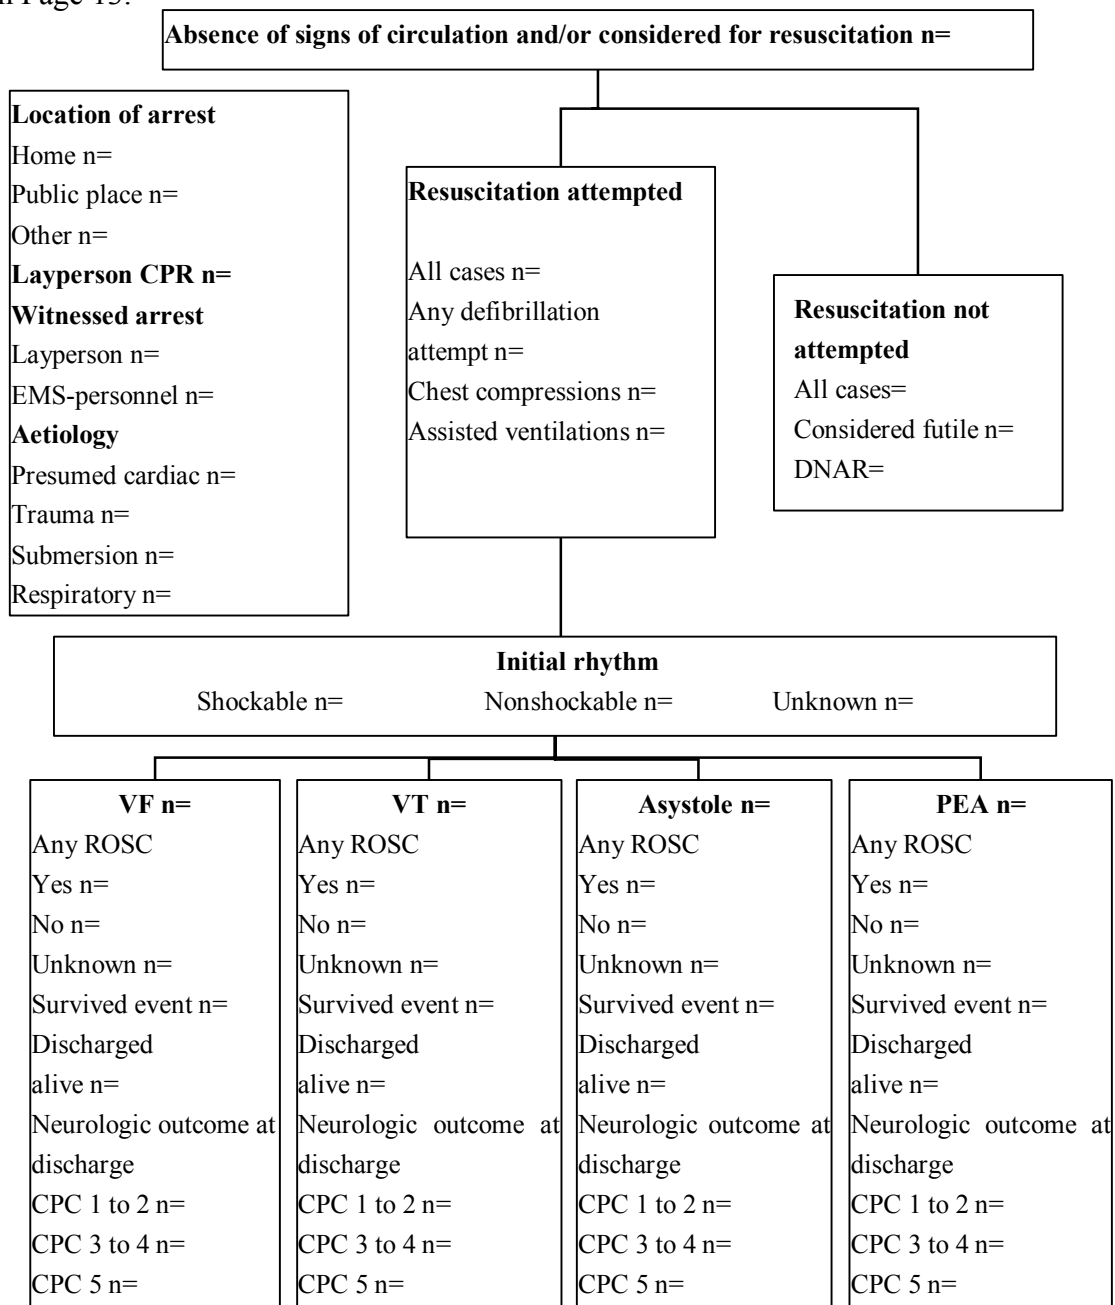 n Page 13.
Absence of signs of circulation and/or considered for resuscitation n=
Location of arrest
Home n=
Public place n=
Other n=
Layperson CPR n=
Witnessed arrest
Layperson n=
EMS-personnel n=
Aetiology
Presumed cardiac n=
Trauma n=
Submersion n=
Respiratory n=
Resuscitation attempted
All cases n=
Any defibrillation
attempt n=
Chest compressions n=
Assisted ventilations n=
Resuscitation not
attempted
All cases=
Considered futile n=
DNAR=
Initial rhythm
Shockable n= Nonshockable n= Unknown n=
VF n=
Any ROSC
Yes n=
No n=
Unknown n=
Survived event n=
Discharged
alive n=
Neurologic outcome at
discharge
CPC 1 to 2 n=
CPC 3 to 4 n=
CPC 5 n=
VT n=
Any ROSC
Yes n=
No n=
Unknown n=
Survived event n=
Discharged
alive n=
Neurologic outcome at
discharge
CPC 1 to 2 n=
CPC 3 to 4 n=
CPC 5 n=
Asystole n=
Any ROSC
Yes n=
No n=
Unknown n=
Survived event n=
Discharged
alive n=
Neurologic outcome at
discharge
CPC 1 to 2 n=
CPC 3 to 4 n=
CPC 5 n=
PEA n=
Any ROSC
Yes n=
No n=
Unknown n=
Survived event n=
Discharged
alive n=
Neurologic outcome at
discharge
CPC 1 to 2 n=
CPC 3 to 4 n=
CPC 5 n=